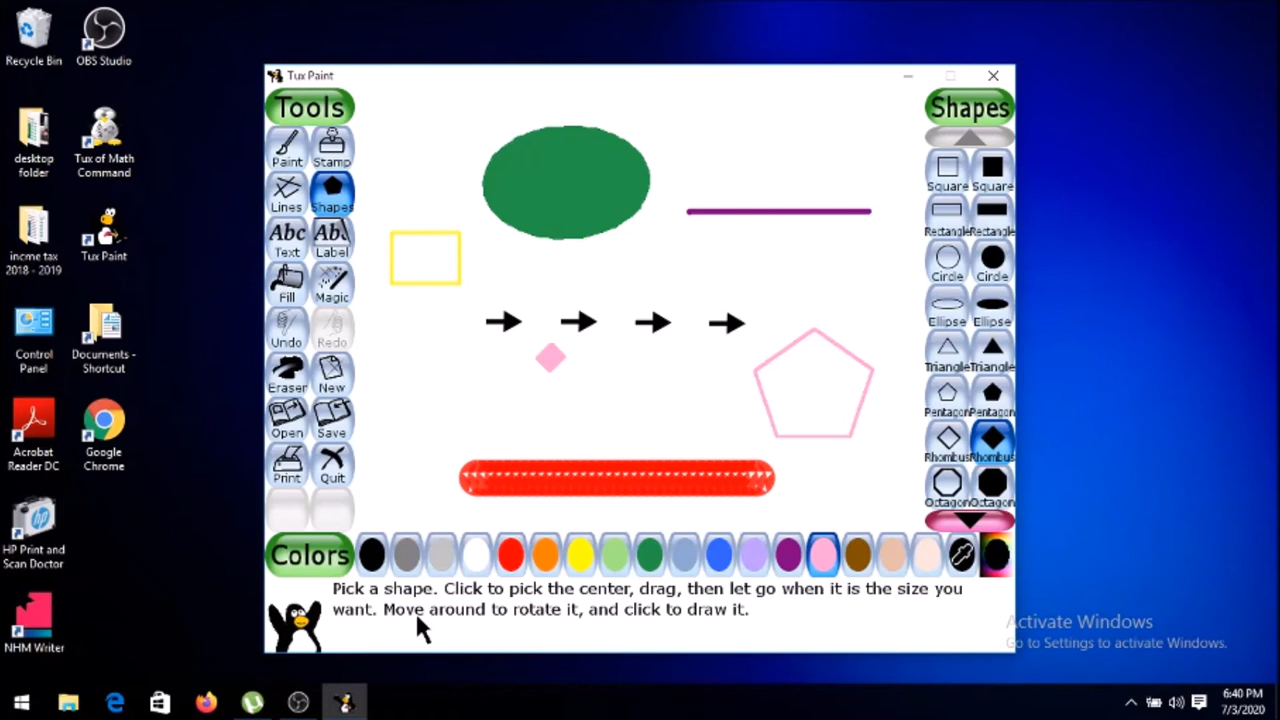 Recycle Bin
OBS Studio
desktop
folder
Tux of Math
Command
incme tax
2018 - 2019
Tux Paint
Control
Panel
Documents -
Shortcut
Acrobat
Reader DC
Google
Chrome
HP Print and
Scan Doctor
NHM Writer
Tux Paint
Tools
Paint
Stamp
Lines
Shapes
Abc
Text
Abc
Label
Fill
Magic
Undo
Redo
Eraser
New
Open
Save
Print
Quit
Shapes
Square
Square
Rectangle
Rectangle
Circle
Circle
Ellipse
Ellipse
Triangle
Triangle
Pentagon
Pentagon
Rhombus
Rhombus
Octagon
Octagon
Colors
Pick a shape. Click to pick the center, drag, then let go when it is the size you
want. Move around to rotate it, and click to draw it.
Activate Windows
Go to Settings to activate Windows.
6:40 PM
7/3/2020